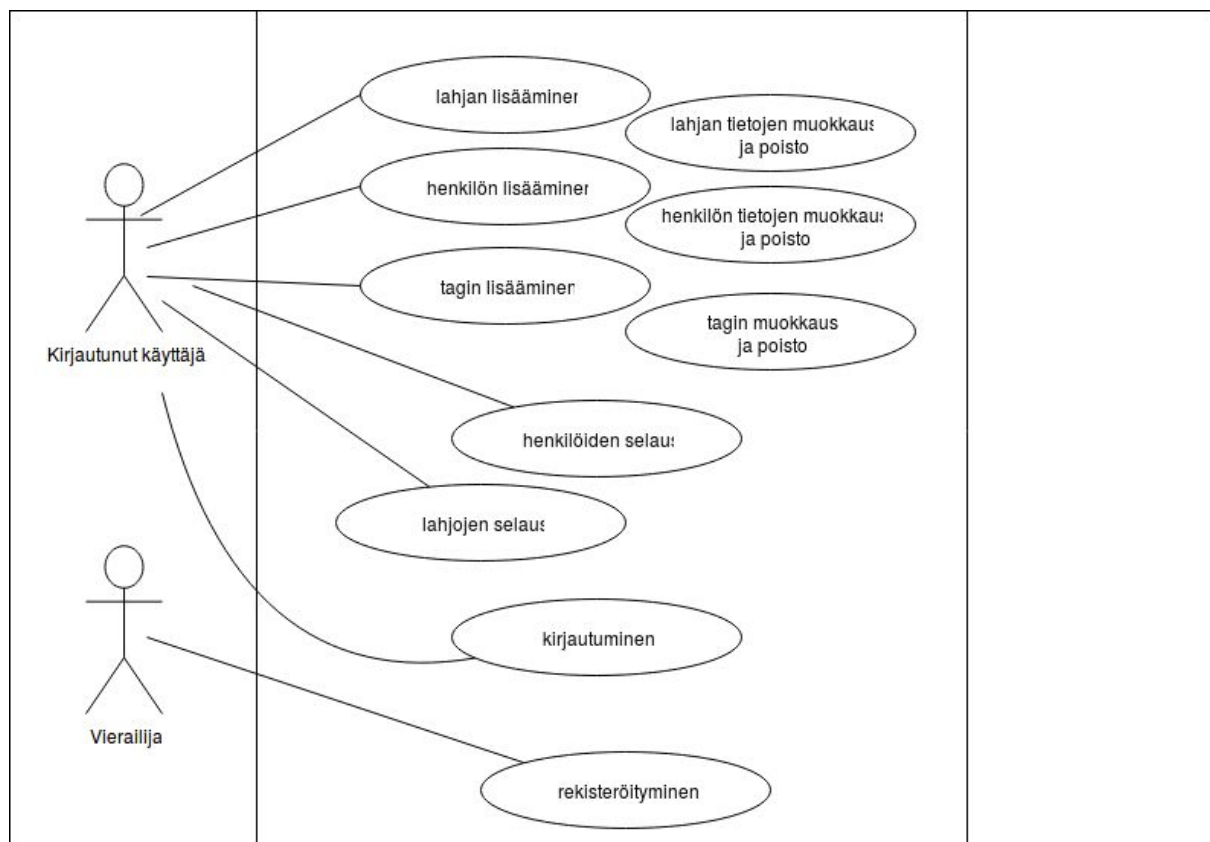 lahjan lisääminen
lahjan tietojen muokkaus
ja poisto
henkilön lisääminen
henkilön tietojen muokkaus
ja poisto
tagin lisääminen
tagin muokkaus
ja poisto
Kirjautunut käyttäjä
henkilöiden selaus
lahjojen selaus
kirjautuminen
Vierailija
rekisteröityminen